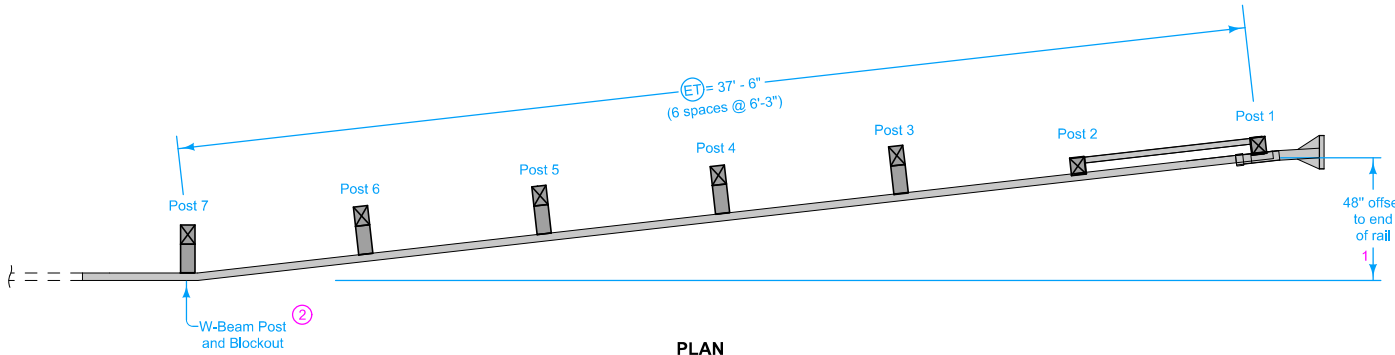 ET = 37' - 6"
(6 spaces @ 6'-3")
Post 1
Post 2
Post 3
Post 4
Post 5
Post 6
Post 7
48" offse
to end
of rail
1
W-Beam Post
and Blockout
2
PLAN